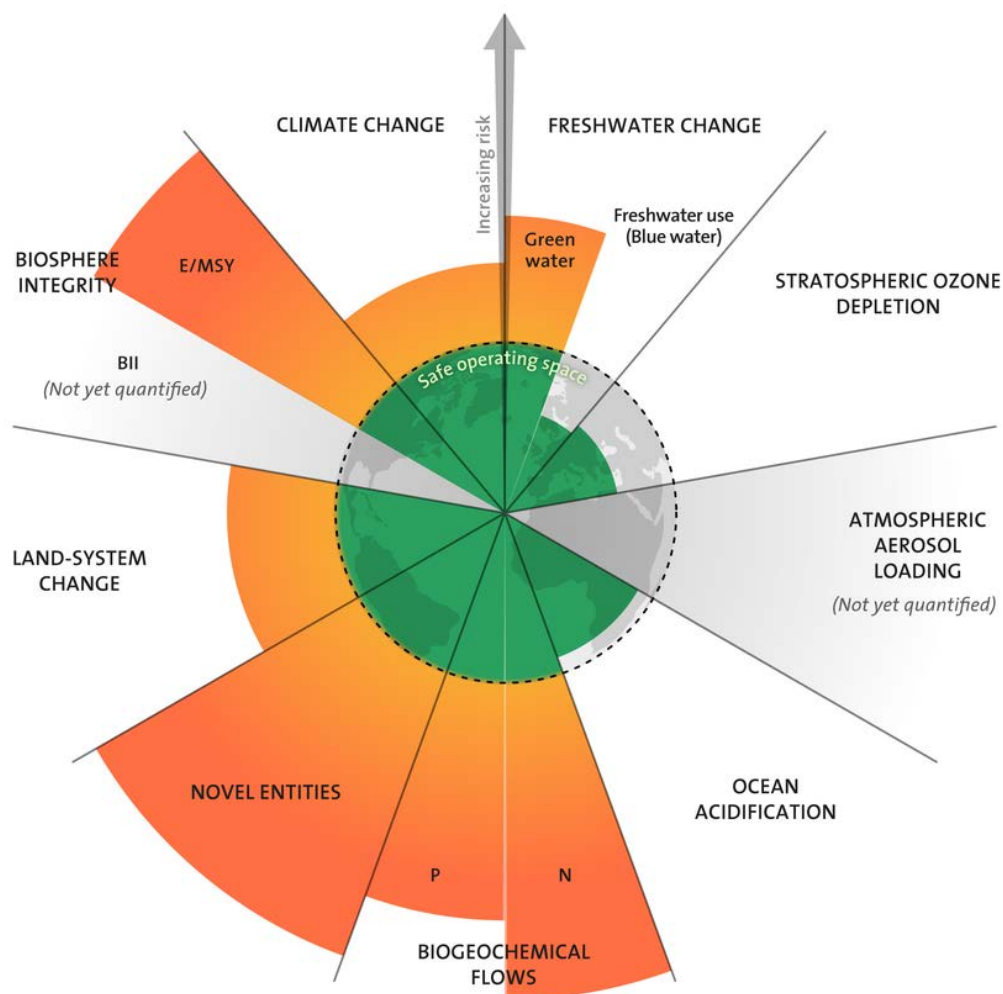 CLIMATE CHANGE
FRESHWATER CHANGE
Increasing risk
Freshwater use
(Blue water)
Green
water
BIOSPHERE
INTEGRITY
E/MSY
STRATOSPHERIC OZONE
DEPLETION
BII
(Not yet quantified)
Safe operating space
LAND-SYSTEM
CHANGE
ATMOSPHERIC
AEROSOL
LOADING
(Not yet quantified)
NOVEL ENTITIES
OCEAN
ACIDIFICATION
P
N
BIOGEOCHEMICAL
FLOWS